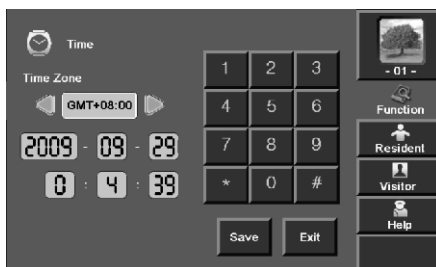 Time
Time Zone
GMT+08:00
2009 - 09 - 29
0 : 4 : 39
1 2 3
4 5 6
7 8 9
* 0 #
Save Exit
- 01 -
Function
Resident
Visitor
Help